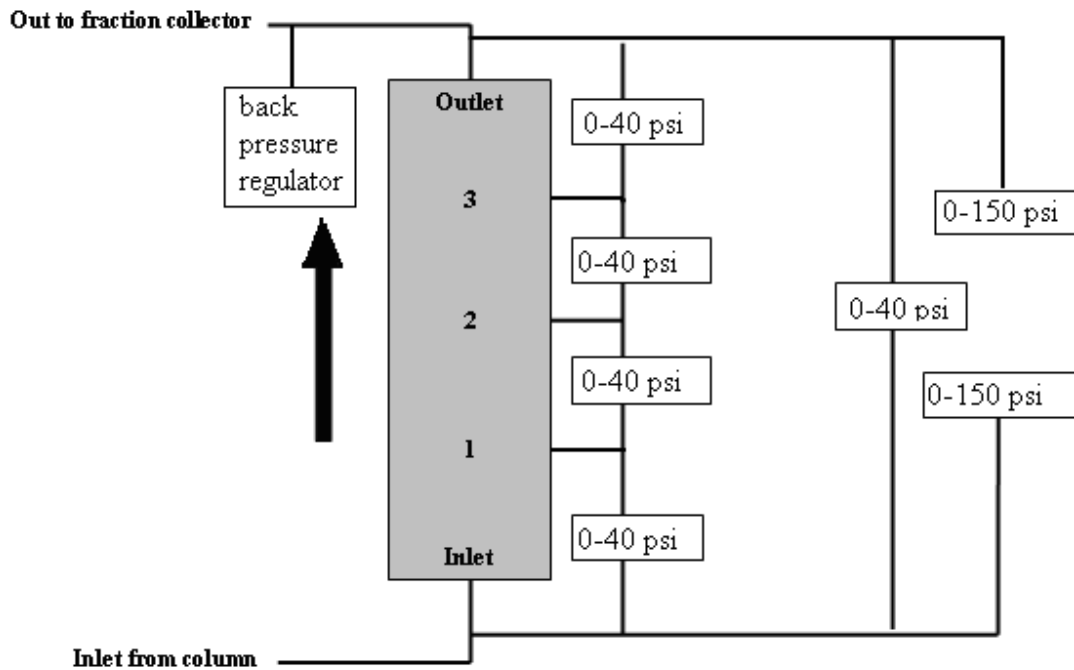 Out to fraction collector
back
pressure
regulator
Outlet
0-40 psi
3
0-150 psi
0-40 psi
0-40 psi
2
0-40 psi
0-150 psi
1
0-40 psi
Inlet
Inlet from column